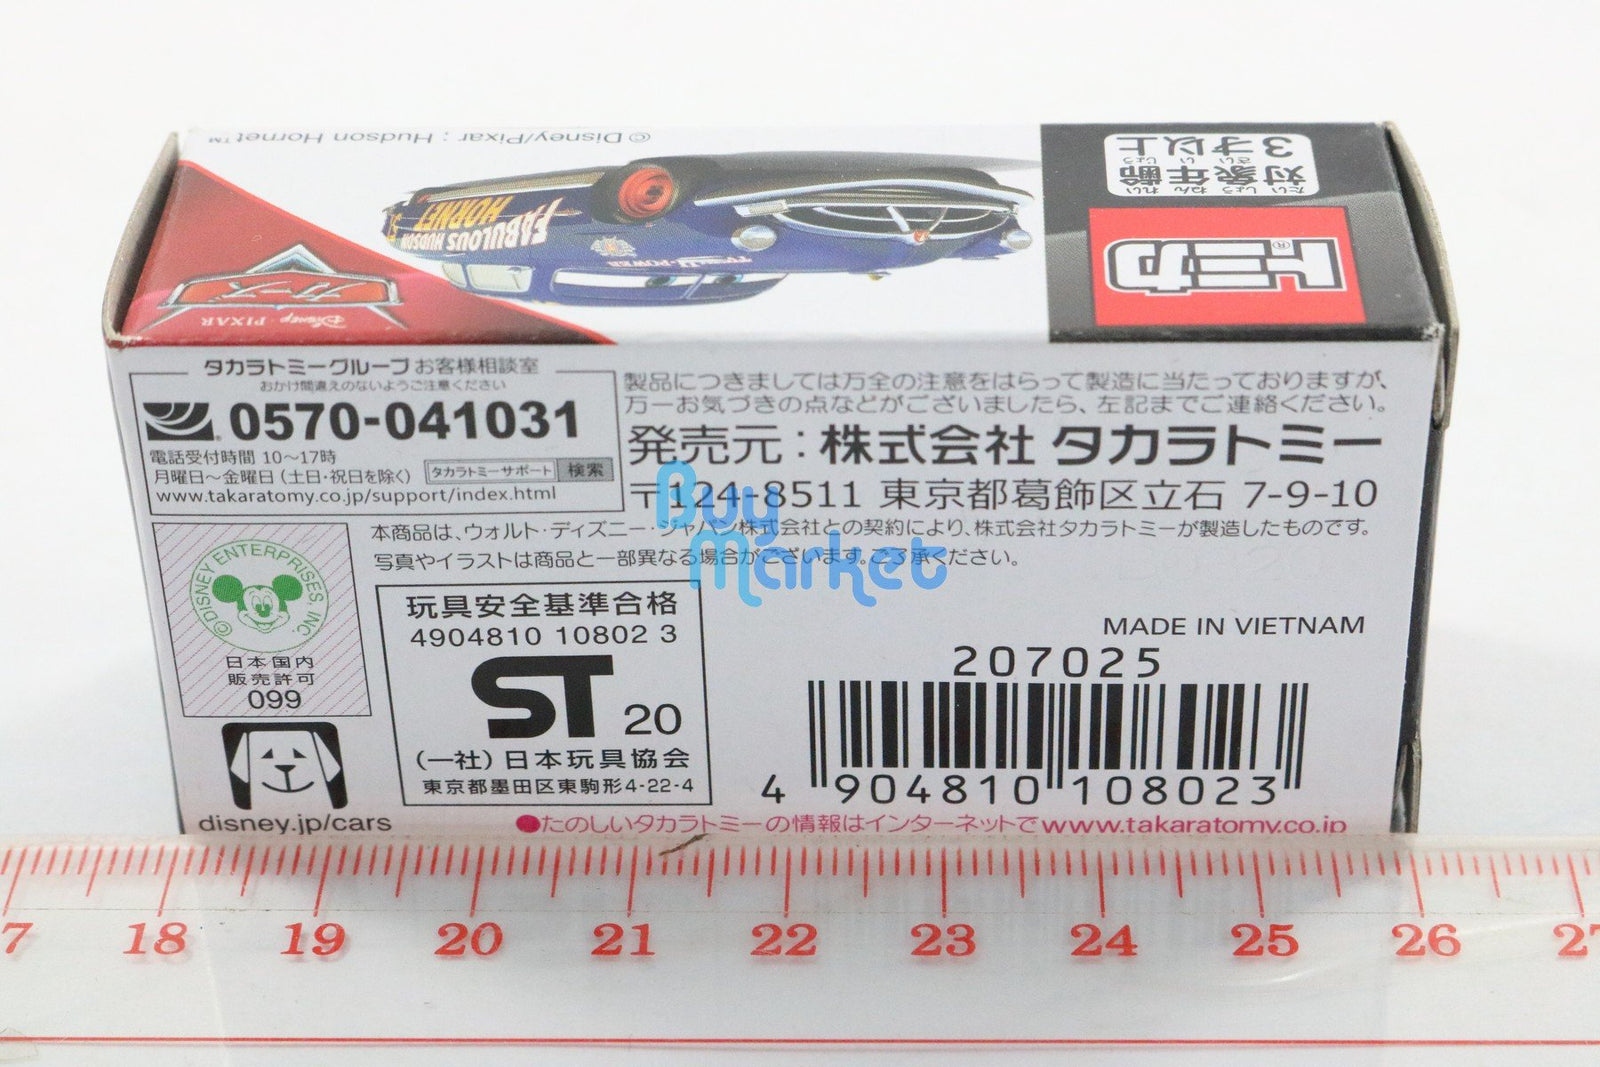 ©Disney/Pixar ; Hudson Hornet™
対象年齢
たいしょうねんれい
3才以上
さいいじょう
トミカ®
FABULOUS HUDSON
HORNET
Disney・PIXAR
カーズ
タカラトミーグループ お客様相談室
おかけ間違えのないようご注意ください
0570-041031
電話受付時間 10〜17時
月曜日〜金曜日（土日・祝日を除く） タカラトミーサポート 検索
www.takaratomy.co.jp/support/index.html
製品につきましては万全の注意をはらって製造に当たっておりますが、
万一お気づきの点などがございましたら、左記までご連絡ください。
発売元：株式会社 タカラトミー
〒124-8511 東京都葛飾区立石 7-9-10
本商品は、ウォルト・ディズニー・ジャパン株式会社との契約により、株式会社タカラトミーが製造したものです。
写真やイラストは商品と一部異なる場合がございます。ご了承ください。
Buy Market
©DISNEY ENTERPRISES, INC.
日本国内
販売許可
099
disney.jp/cars
玩具安全基準合格
4904810 10802 3
ST 20
(一社)日本玩具協会
東京都墨田区東駒形4-22-4
MADE IN VIETNAM
207025
4 904810 108023
●たのしいタカラトミーの情報はインターネットで www.takaratomy.co.jp
7 18 19 20 21 22 23 24 25 26 27